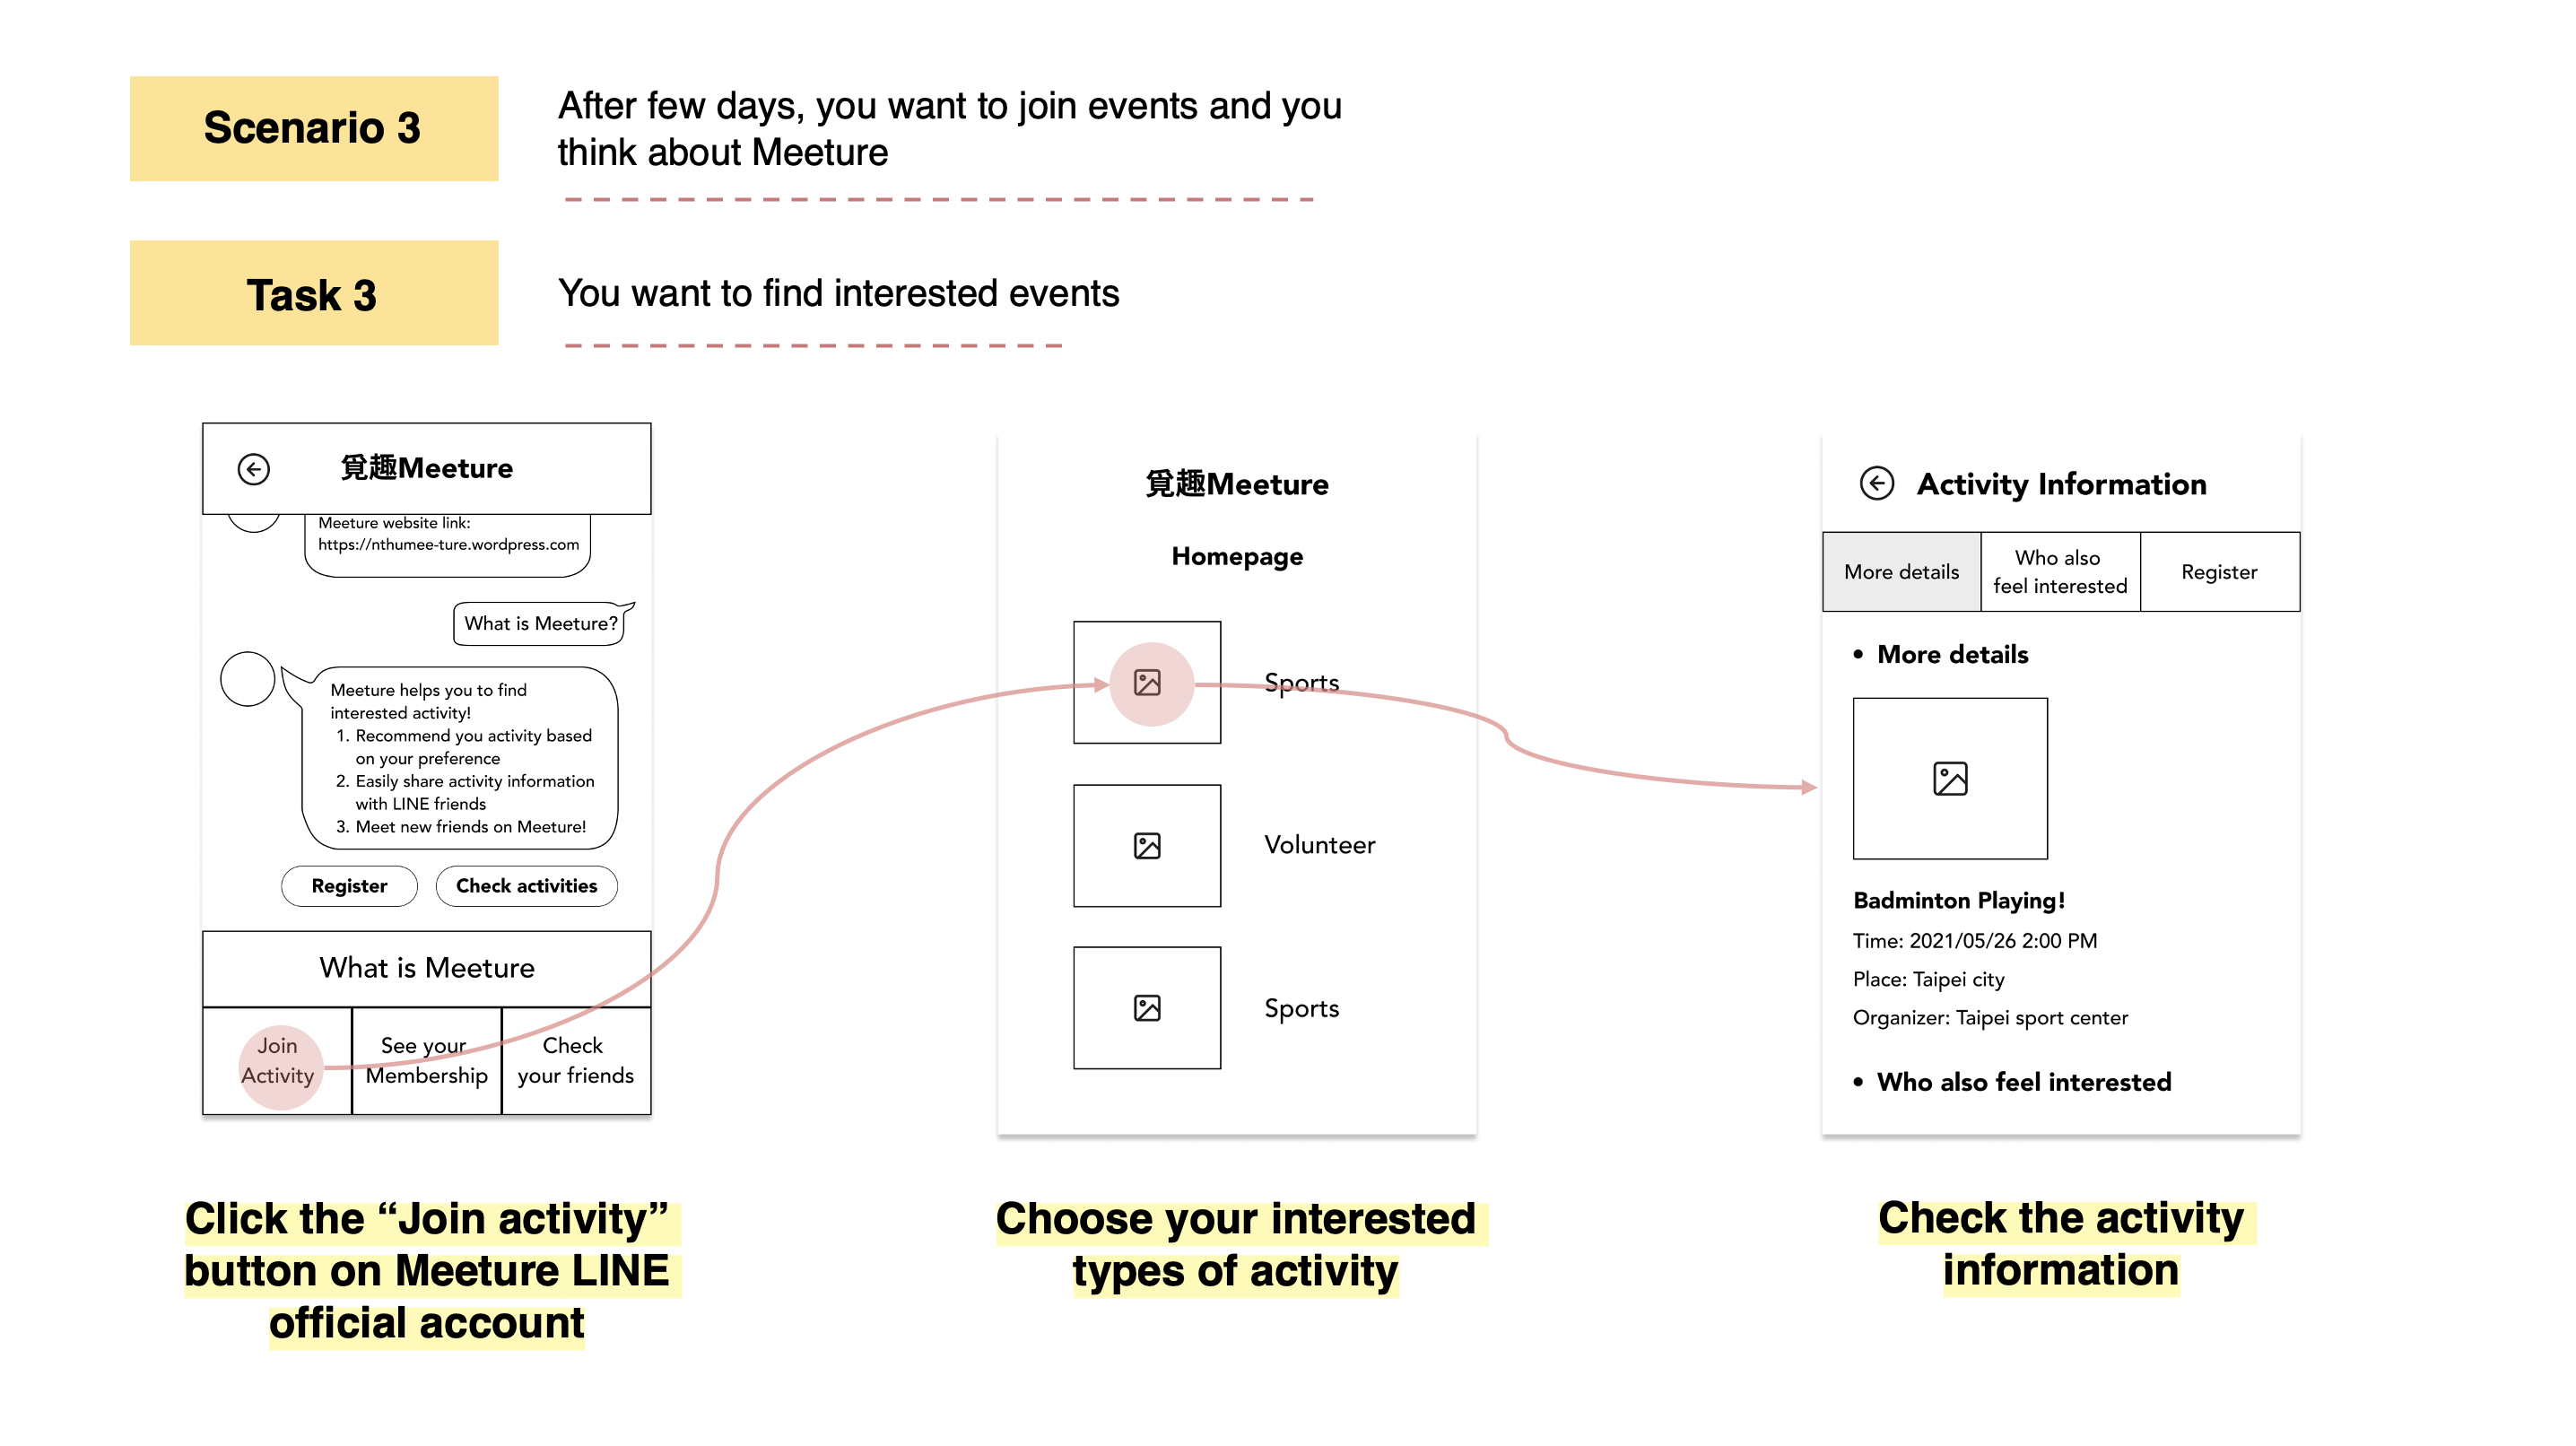 Scenario 3
After few days, you want to join events and you
think about Meeture
Task 3
You want to find interested events
覓趣Meeture
Meeture website link:
https://nthumee-ture.wordpress.com
What is Meeture?
Meeture helps you to find
interested activity!
1. Recommend you activity based
on your preference
2. Easily share activity information
with LINE friends
3. Meet new friends on Meeture!
Register
Check activities
What is Meeture
Join
Activity
See your
Membership
Check
your friends
Click the “Join activity”
button on Meeture LINE
official account
覓趣Meeture
Homepage
Sports
Volunteer
Sports
Choose your interested
types of activity
Activity Information
More details
Who also
feel interested
Register
• More details
Badminton Playing!
Time: 2021/05/26 2:00 PM
Place: Taipei city
Organizer: Taipei sport center
• Who also feel interested
Check the activity
information